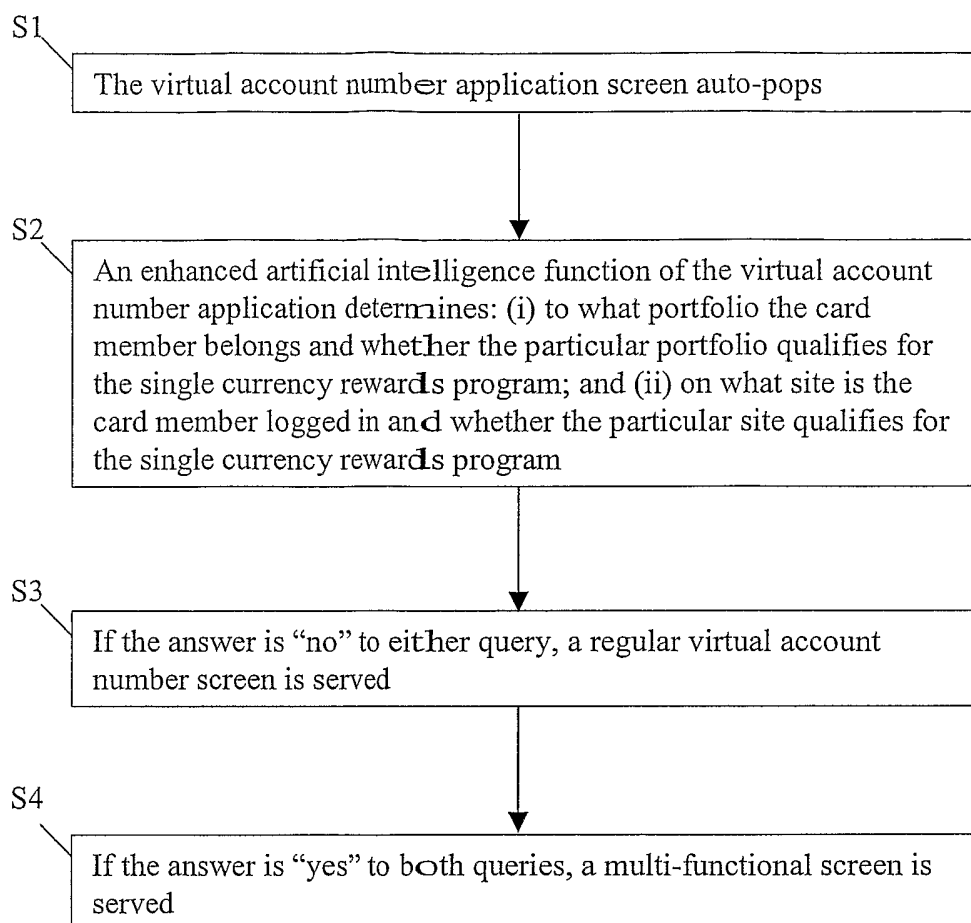 S1
The virtual account number application screen auto-pops
S2
An enhanced artificial intelligence function of the virtual account
number application determines: (i) to what portfolio the card
member belongs and whether the particular portfolio qualifies for
the single currency rewards program; and (ii) on what site is the
card member logged in and whether the particular site qualifies for
the single currency rewards program
S3
If the answer is “no” to either query, a regular virtual account
number screen is served
S4
If the answer is “yes” to both queries, a multi-functional screen is
served